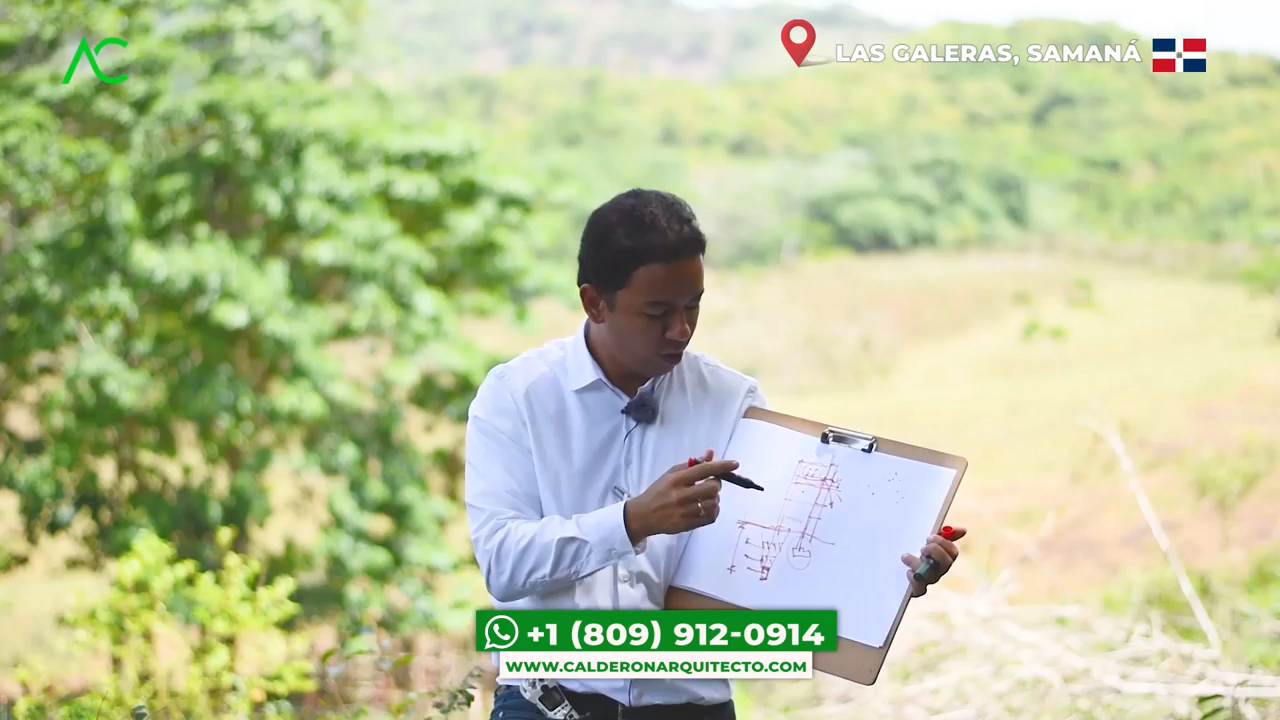 AC
LAS GALERAS, SAMANÁ
+1 (809) 912-0914
WWW.CALDERONARQUITECTO.COM